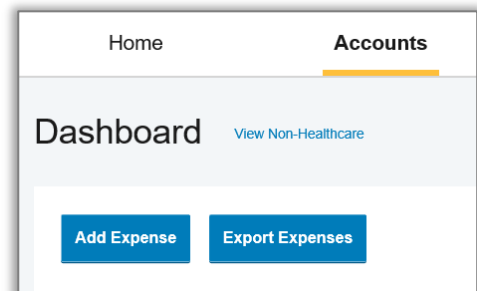 Home Accounts
Dashboard View Non-Healthcare
Add Expense Export Expenses